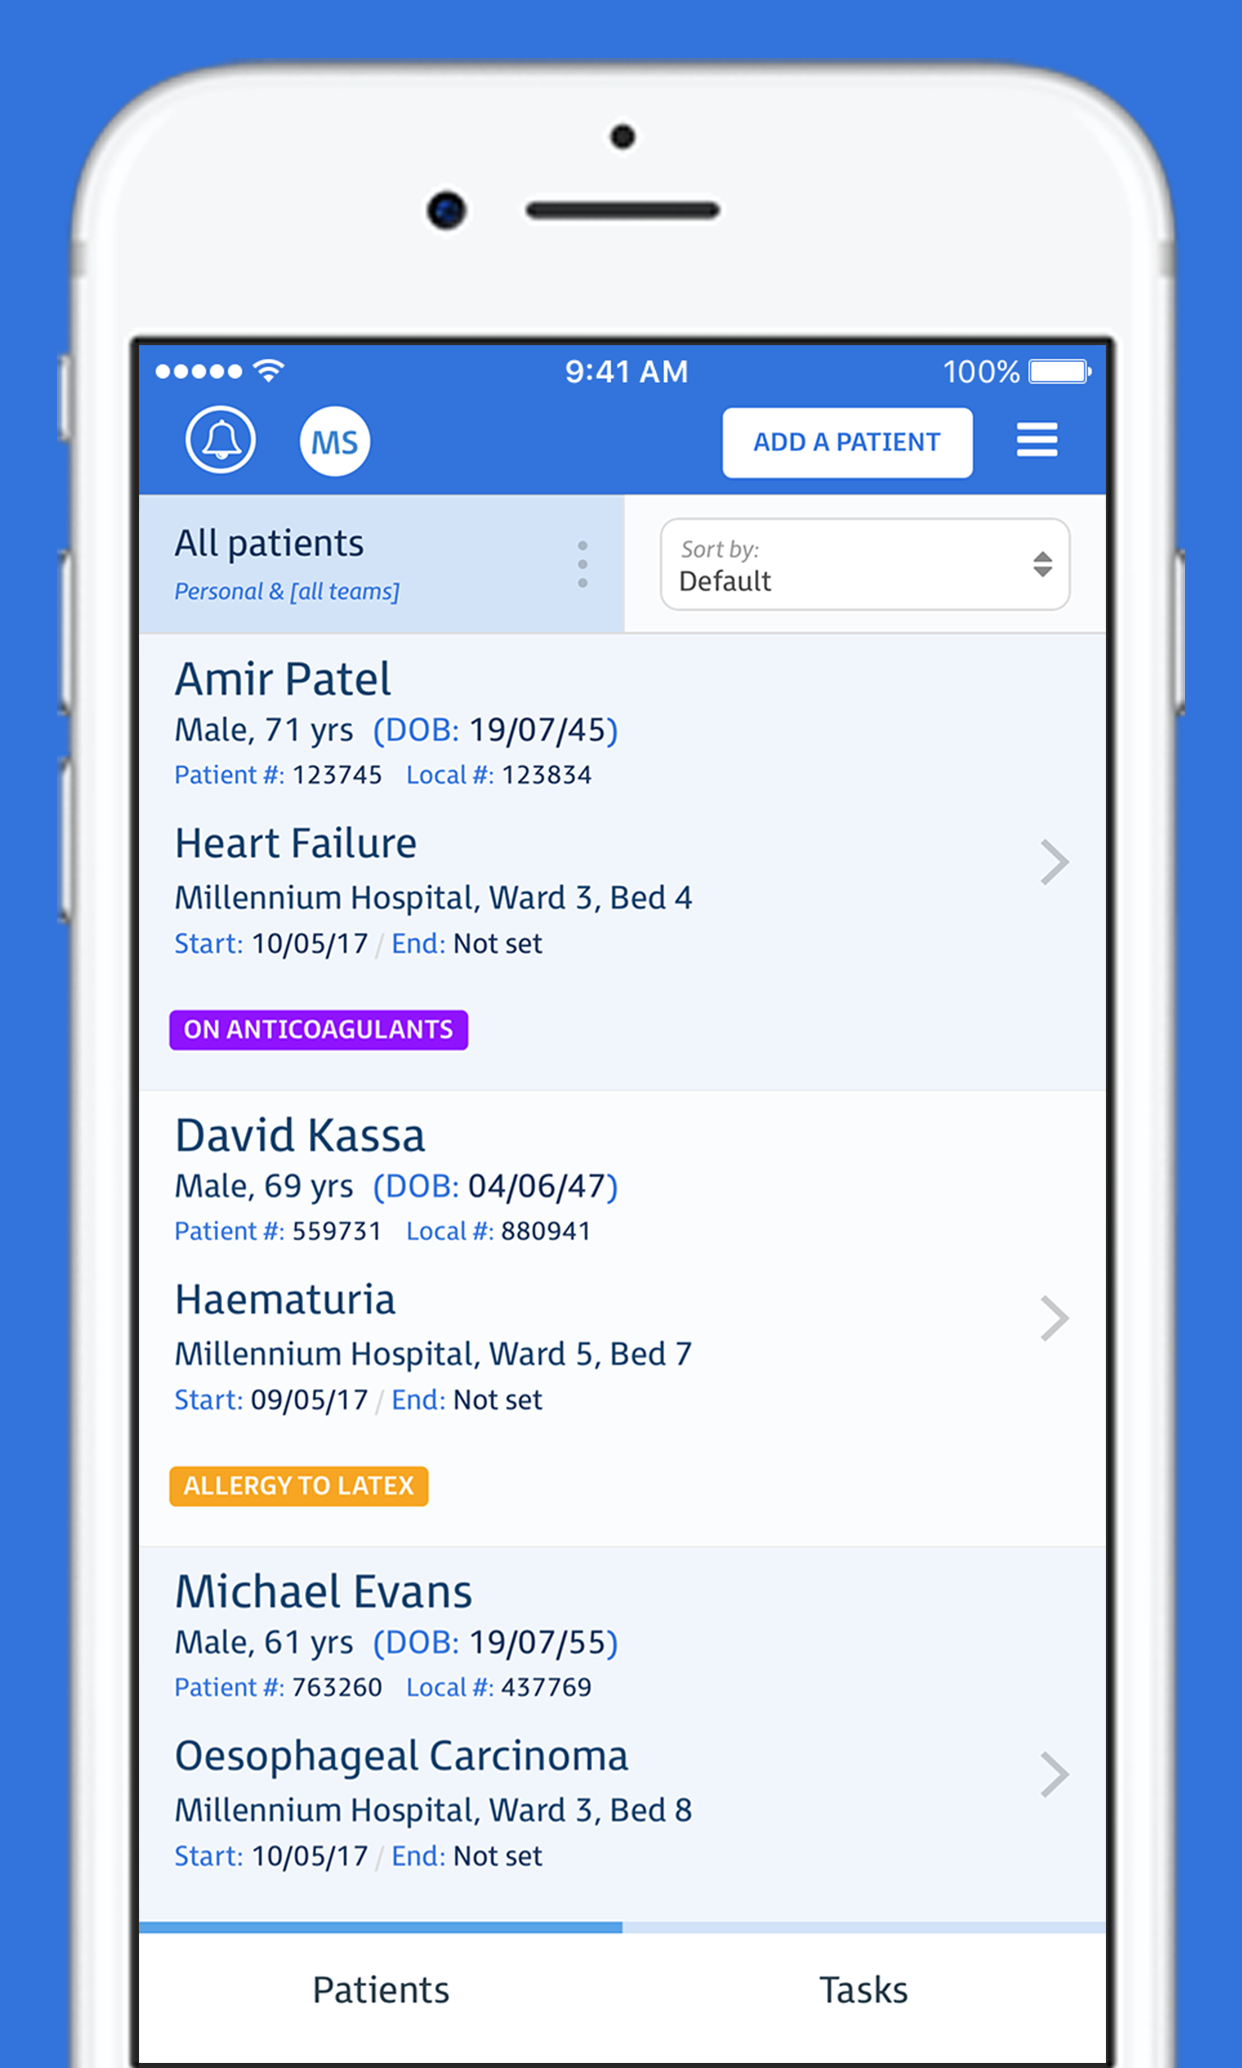 9:41 AM 100%
MS ADD A PATIENT
All patients
Personal & [all teams]
Sort by:
Default
Amir Patel
Male, 71 yrs (DOB: 19/07/45)
Patient #: 123745 Local #: 123834
Heart Failure
Millennium Hospital, Ward 3, Bed 4
Start: 10/05/17 / End: Not set
ON ANTICOAGULANTS
David Kassa
Male, 69 yrs (DOB: 04/06/47)
Patient #: 559731 Local #: 880941
Haematuria
Millennium Hospital, Ward 5, Bed 7
Start: 09/05/17 / End: Not set
ALLERGY TO LATEX
Michael Evans
Male, 61 yrs (DOB: 19/07/55)
Patient #: 763260 Local #: 437769
Oesophageal Carcinoma
Millennium Hospital, Ward 3, Bed 8
Start: 10/05/17 / End: Not set
Patients Tasks